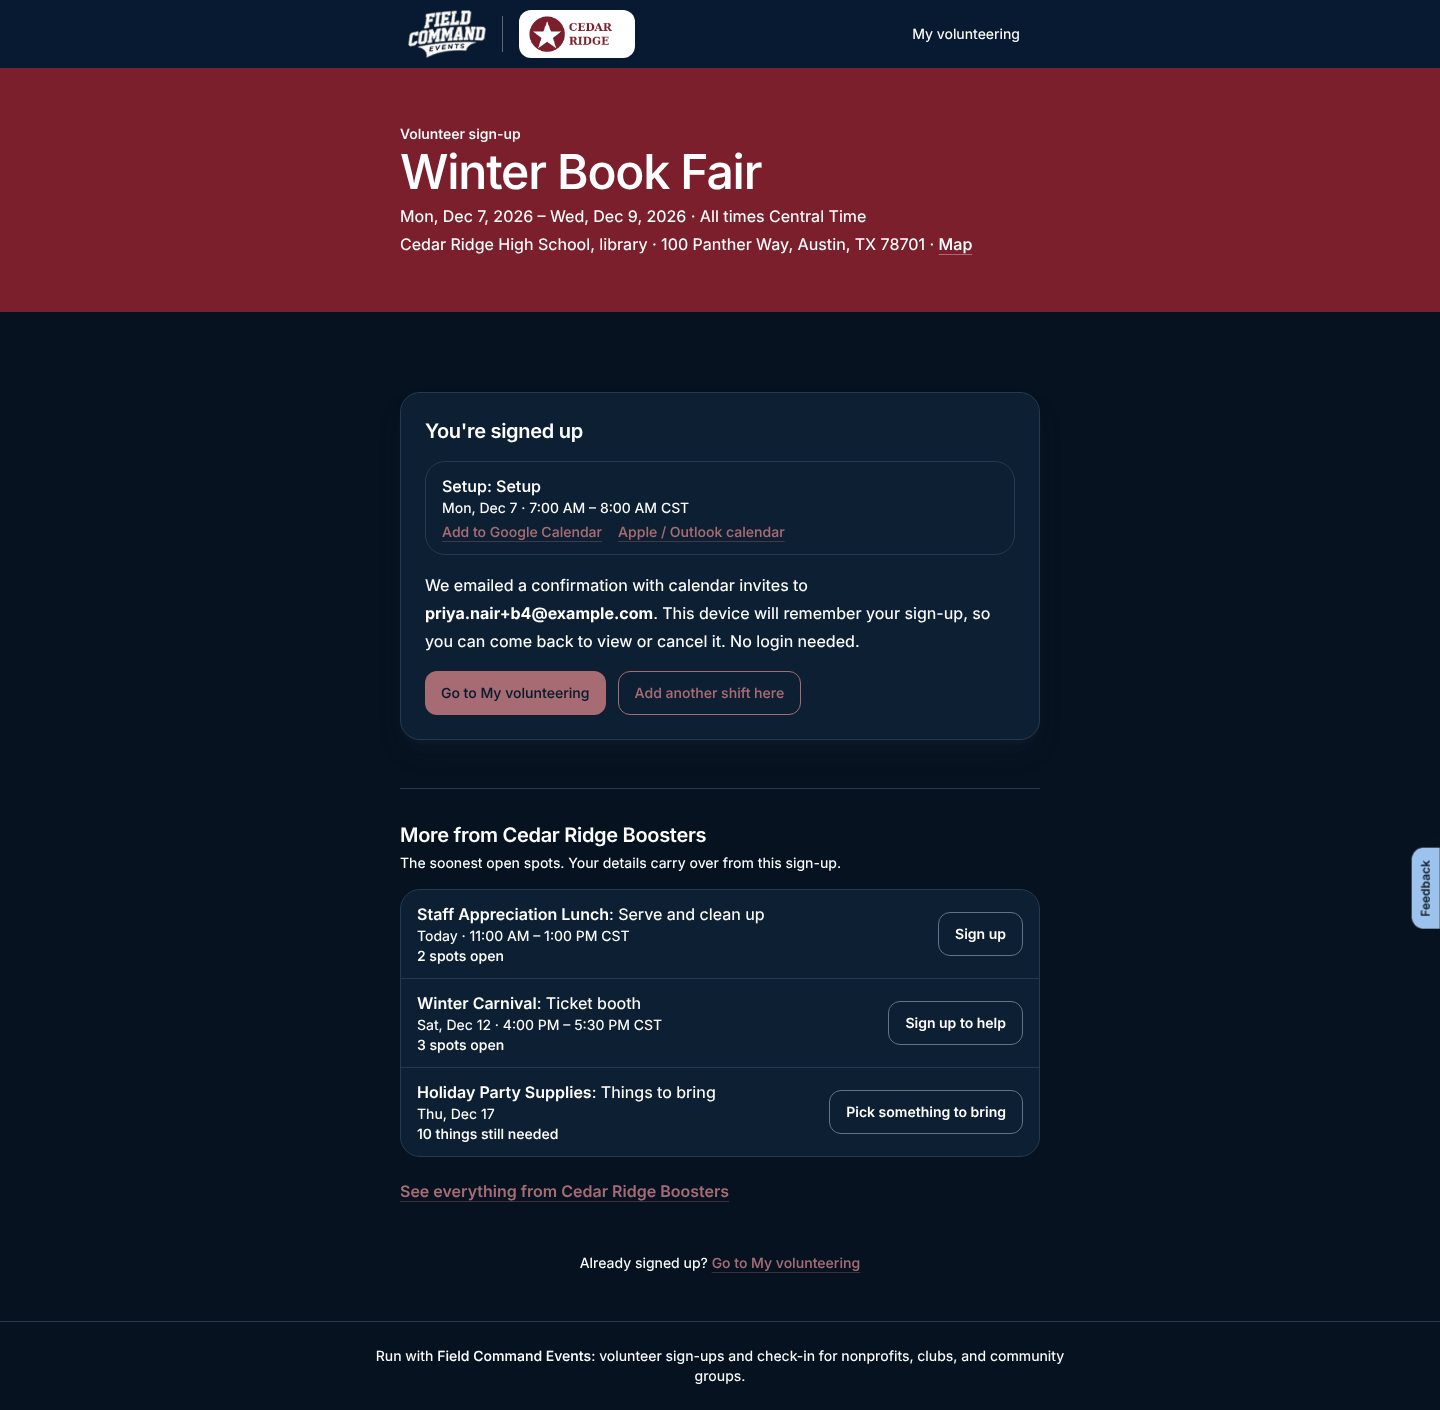 FIELD
COMMAND
EVENTS
CEDAR
RIDGE
My volunteering
Volunteer sign-up
Winter Book Fair
Mon, Dec 7, 2026 – Wed, Dec 9, 2026 · All times Central Time
Cedar Ridge High School, library · 100 Panther Way, Austin, TX 78701 · Map
You're signed up
Setup: Setup
Mon, Dec 7 · 7:00 AM – 8:00 AM CST
Add to Google Calendar Apple / Outlook calendar
We emailed a confirmation with calendar invites to
priya.nair+b4@example.com. This device will remember your sign-up, so
you can come back to view or cancel it. No login needed.
Go to My volunteering Add another shift here
More from Cedar Ridge Boosters
The soonest open spots. Your details carry over from this sign-up.
Staff Appreciation Lunch: Serve and clean up
Today · 11:00 AM – 1:00 PM CST
2 spots open
Sign up
Winter Carnival: Ticket booth
Sat, Dec 12 · 4:00 PM – 5:30 PM CST
3 spots open
Sign up to help
Holiday Party Supplies: Things to bring
Thu, Dec 17
10 things still needed
Pick something to bring
See everything from Cedar Ridge Boosters
Already signed up? Go to My volunteering
Run with Field Command Events: volunteer sign-ups and check-in for nonprofits, clubs, and community
groups.
Feedback